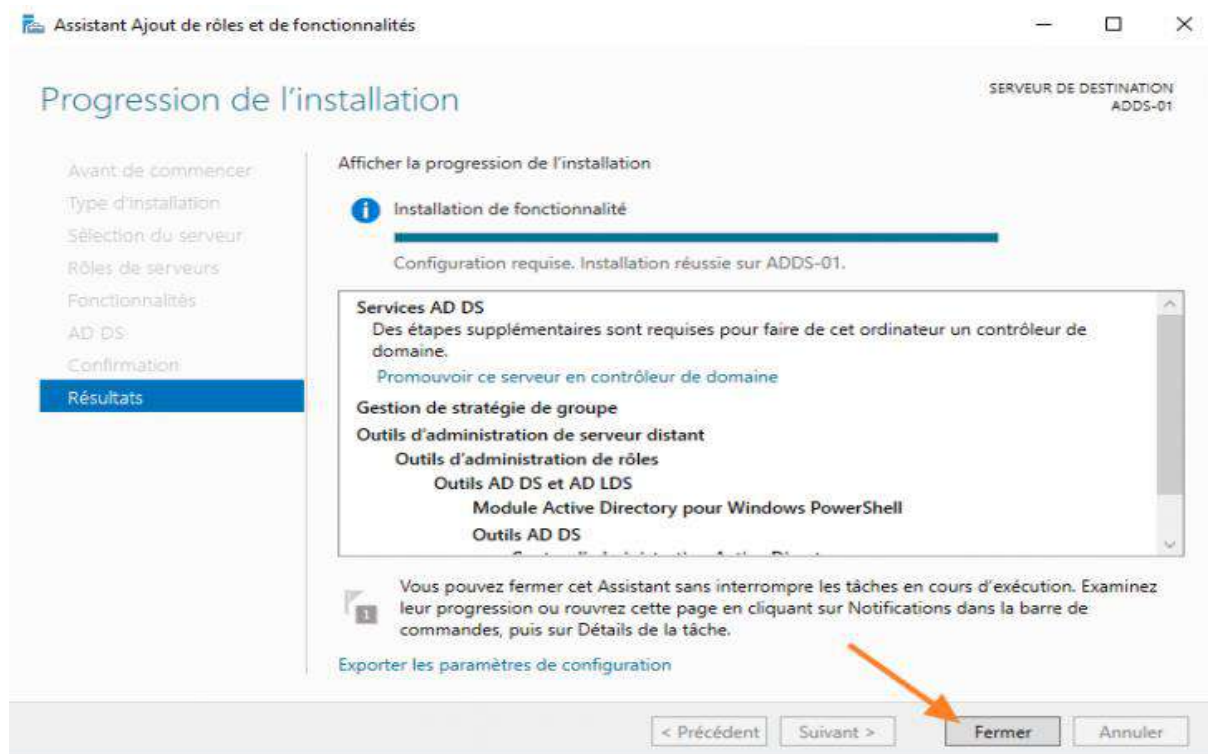 Assistant Ajout de rôles et de fonctionnalités
Progression de l'installation
SERVEUR DE DESTINATION
ADDS-01
Avant de commencer
Type d'installation
Sélection du serveur
Rôles de serveurs
Fonctionnalités
AD DS
Confirmation
Résultats
Afficher la progression de l'installation
Installation de fonctionnalité
Configuration requise. Installation réussie sur ADDS-01.
Services AD DS
Des étapes supplémentaires sont requises pour faire de cet ordinateur un contrôleur de
domaine.
Promouvoir ce serveur en contrôleur de domaine
Gestion de stratégie de groupe
Outils d'administration de serveur distant
Outils d'administration de rôles
Outils AD DS et AD LDS
Module Active Directory pour Windows PowerShell
Outils AD DS
1
Vous pouvez fermer cet Assistant sans interrompre les tâches en cours d'exécution. Examinez
leur progression ou rouvrez cette page en cliquant sur Notifications dans la barre de
commandes, puis sur Détails de la tâche.
Exporter les paramètres de configuration
< Précédent
Suivant >
Fermer
Annuler